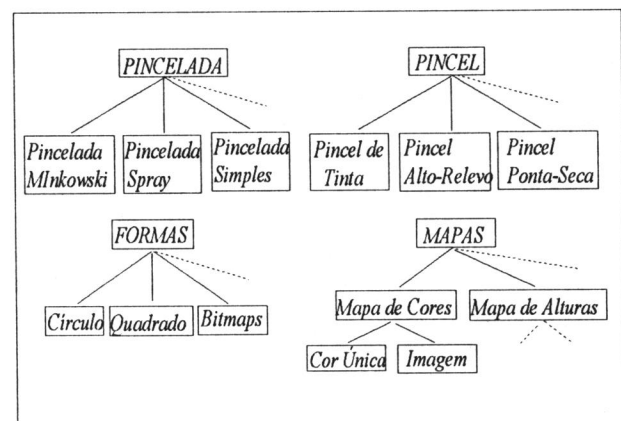 PINCELADA
PINCEL
Pincelada
MInkowski
Pincelada
Spray
Pincelada
Simples
Pincel de
Tinta
Pincel
Alto-Relevo
Pincel
Ponta-Seca
FORMAS
MAPAS
Círculo
Quadrado
Bitmaps
Mapa de Cores
Mapa de Alturas
Cor Única
Imagem